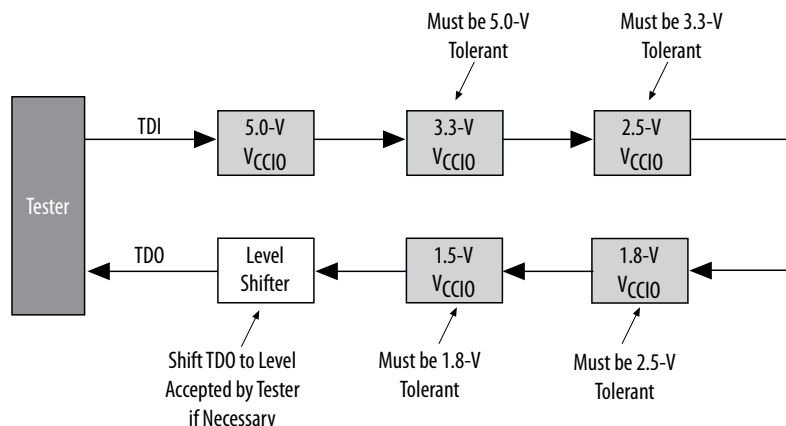 Must be 5.0-V
Tolerant
Must be 3.3-V
Tolerant
Tester
TDI
5.0-V
VCCIO
3.3-V
VCCIO
2.5-V
VCCIO
TDO
Level
Shifter
1.5-V
VCCIO
1.8-V
VCCIO
Shift TDO to Level
Accepted by Tester
if Necessary
Must be 1.8-V
Tolerant
Must be 2.5-V
Tolerant